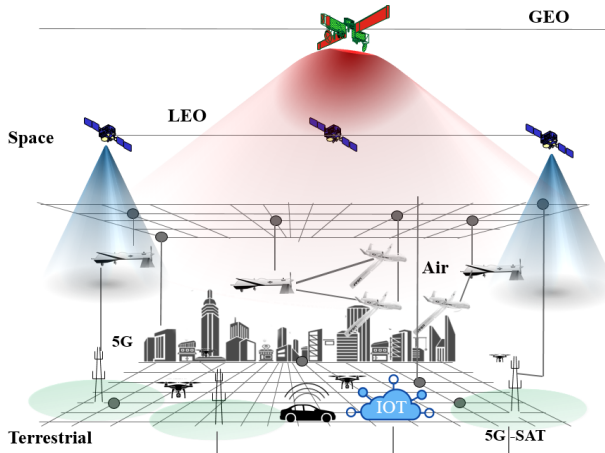 GEO
LEO
Space
Air
5G
IOT
Terrestrial
5G -SAT